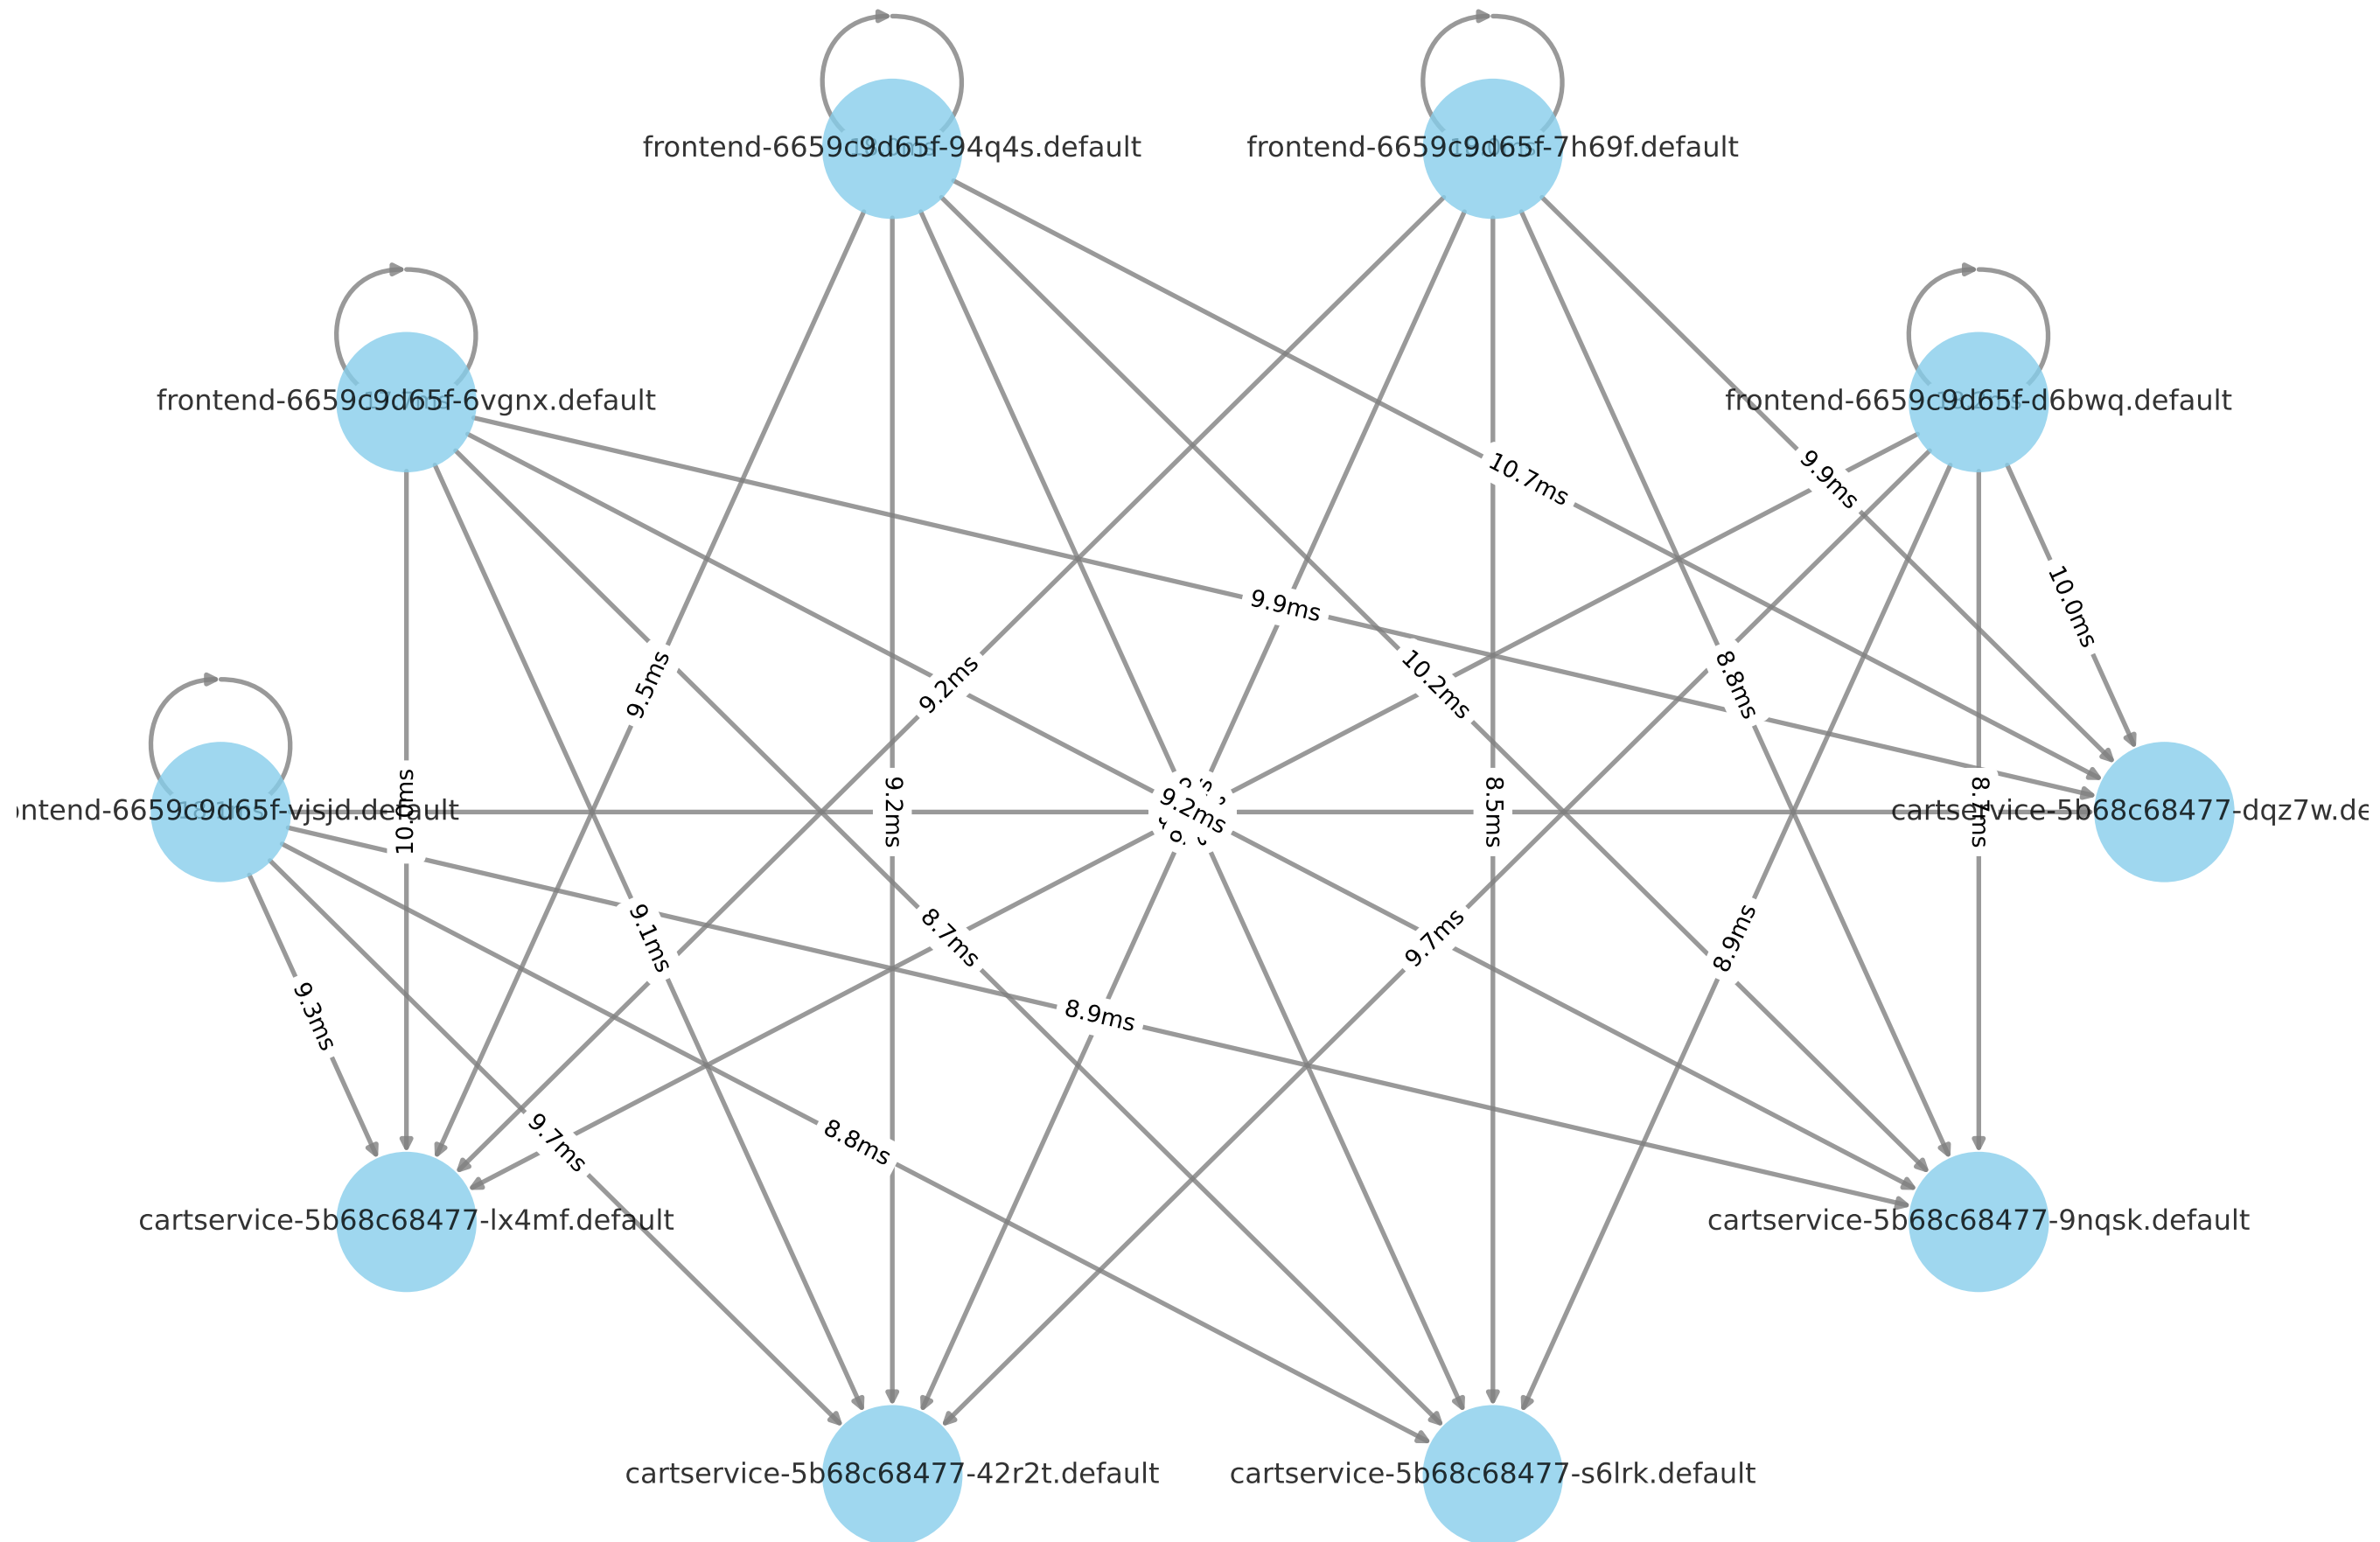 frontend-6659c9d65f-94q4s.default
frontend-6659c9d65f-7h69f.default
frontend-6659c9d65f-6vgnx.default
frontend-6659c9d65f-d6bwq.default
10.7ms
9.9ms
9.9ms
10.0ms
9.5ms
9.2ms
10.2ms
8.8ms
ontend-6659c9d65f-vjsjd.default
10.0ms
9.2ms
9.2ms
8.5ms
8.7ms
cartservice-5b68c68477-dqz7w.de
9.1ms
8.7ms
9.7ms
8.9ms
9.3ms
8.9ms
9.7ms
8.8ms
cartservice-5b68c68477-lx4mf.default
cartservice-5b68c68477-9nqsk.default
cartservice-5b68c68477-42r2t.default
cartservice-5b68c68477-s6lrk.default